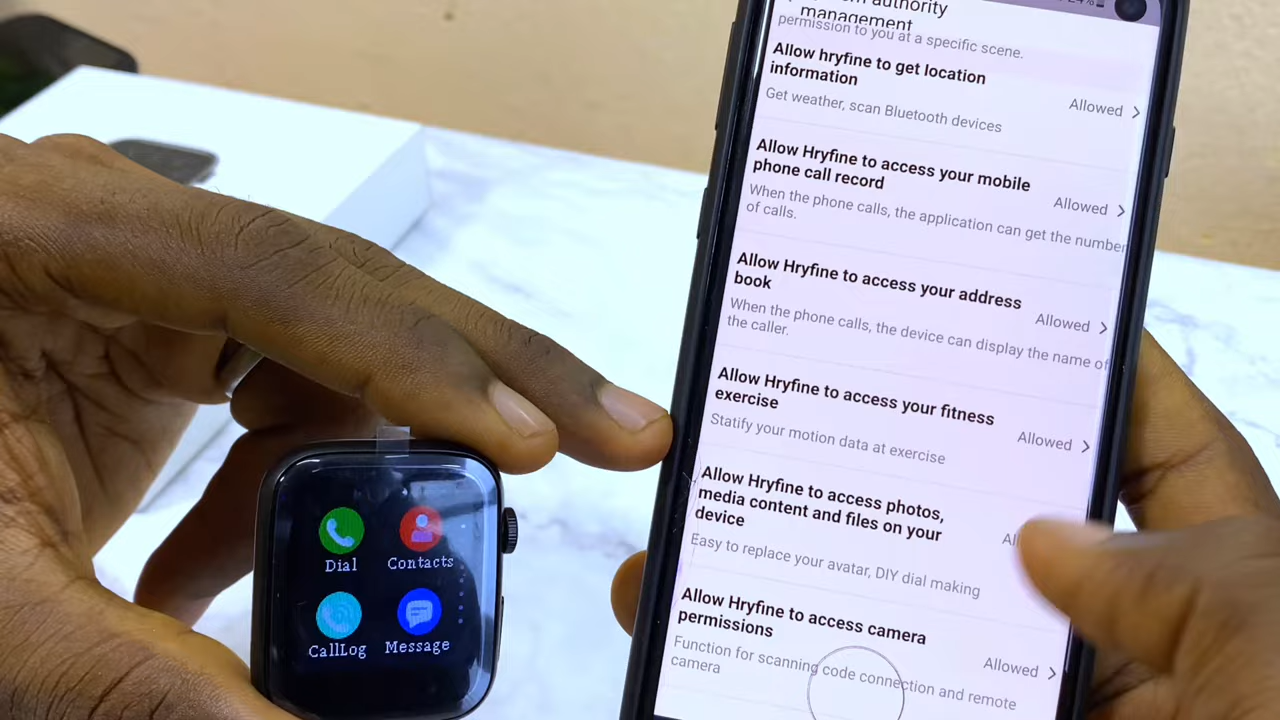 authority
management
permission to you at a specific scene.
Allow hryfine to get location
information
Allowed
Get weather, scan Bluetooth devices
Allow Hryfine to access your mobile
phone call record
Allowed
When the phone calls, the application can get the number
of calls.
Allow Hryfine to access your address
book
Allowed
When the phone calls, the device can display the name of
the caller.
Allow Hryfine to access your fitness
exercise
Allowed
Statify your motion data at exercise
Allow Hryfine to access photos,
media content and files on your
device
Easy to replace your avatar, DIY dial making
Allow Hryfine to access camera
permissions
Allowed
Function for scanning code connection and remote
camera
Dial
Contacts
CallLog
Message